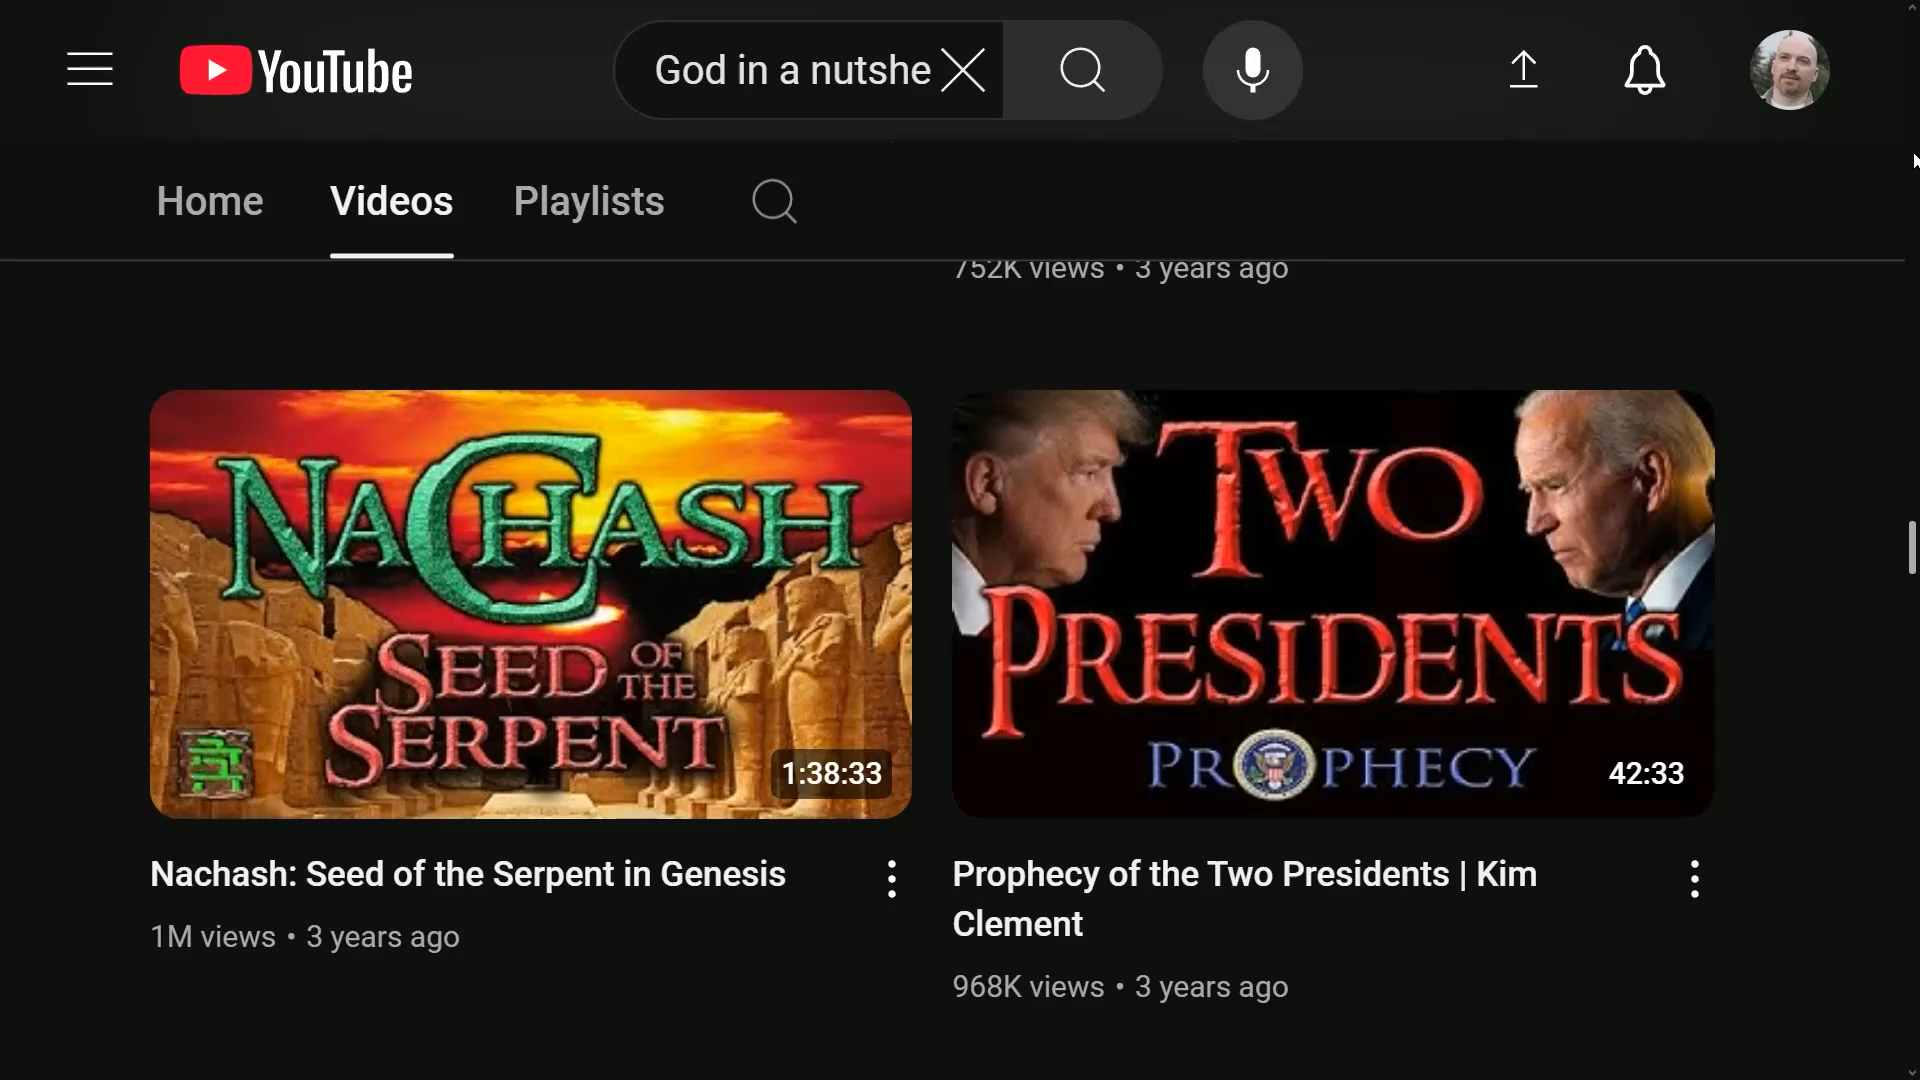 YouTube
God in a nutshe
Home
Videos
Playlists
752K views • 3 years ago
NACHASH
SEED OF THE
SERPENT
1:38:33
TWO
PRESIDENTS
PROPHECY
42:33
Nachash: Seed of the Serpent in Genesis
1M views • 3 years ago
Prophecy of the Two Presidents | Kim
Clement
968K views • 3 years ago